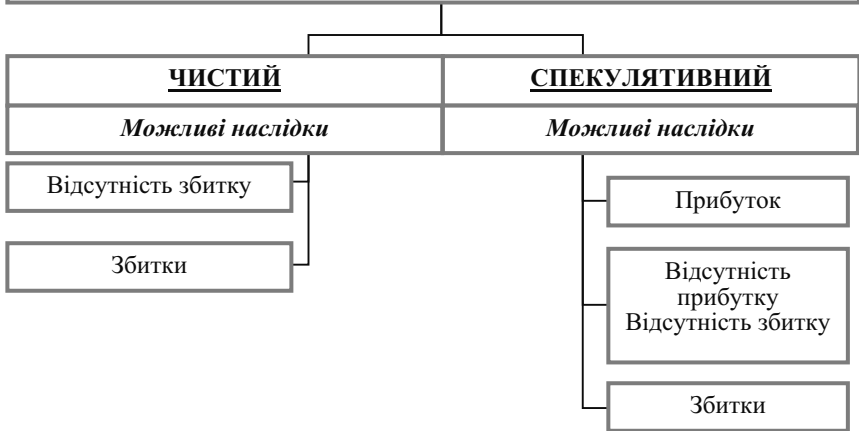 ЧИСТИЙ
СПЕКУЛЯТИВНИЙ
Можливі наслідки
Можливі наслідки
Відсутність збитку
Збитки
Прибуток
Відсутність
прибутку
Відсутність збитку
Збитки